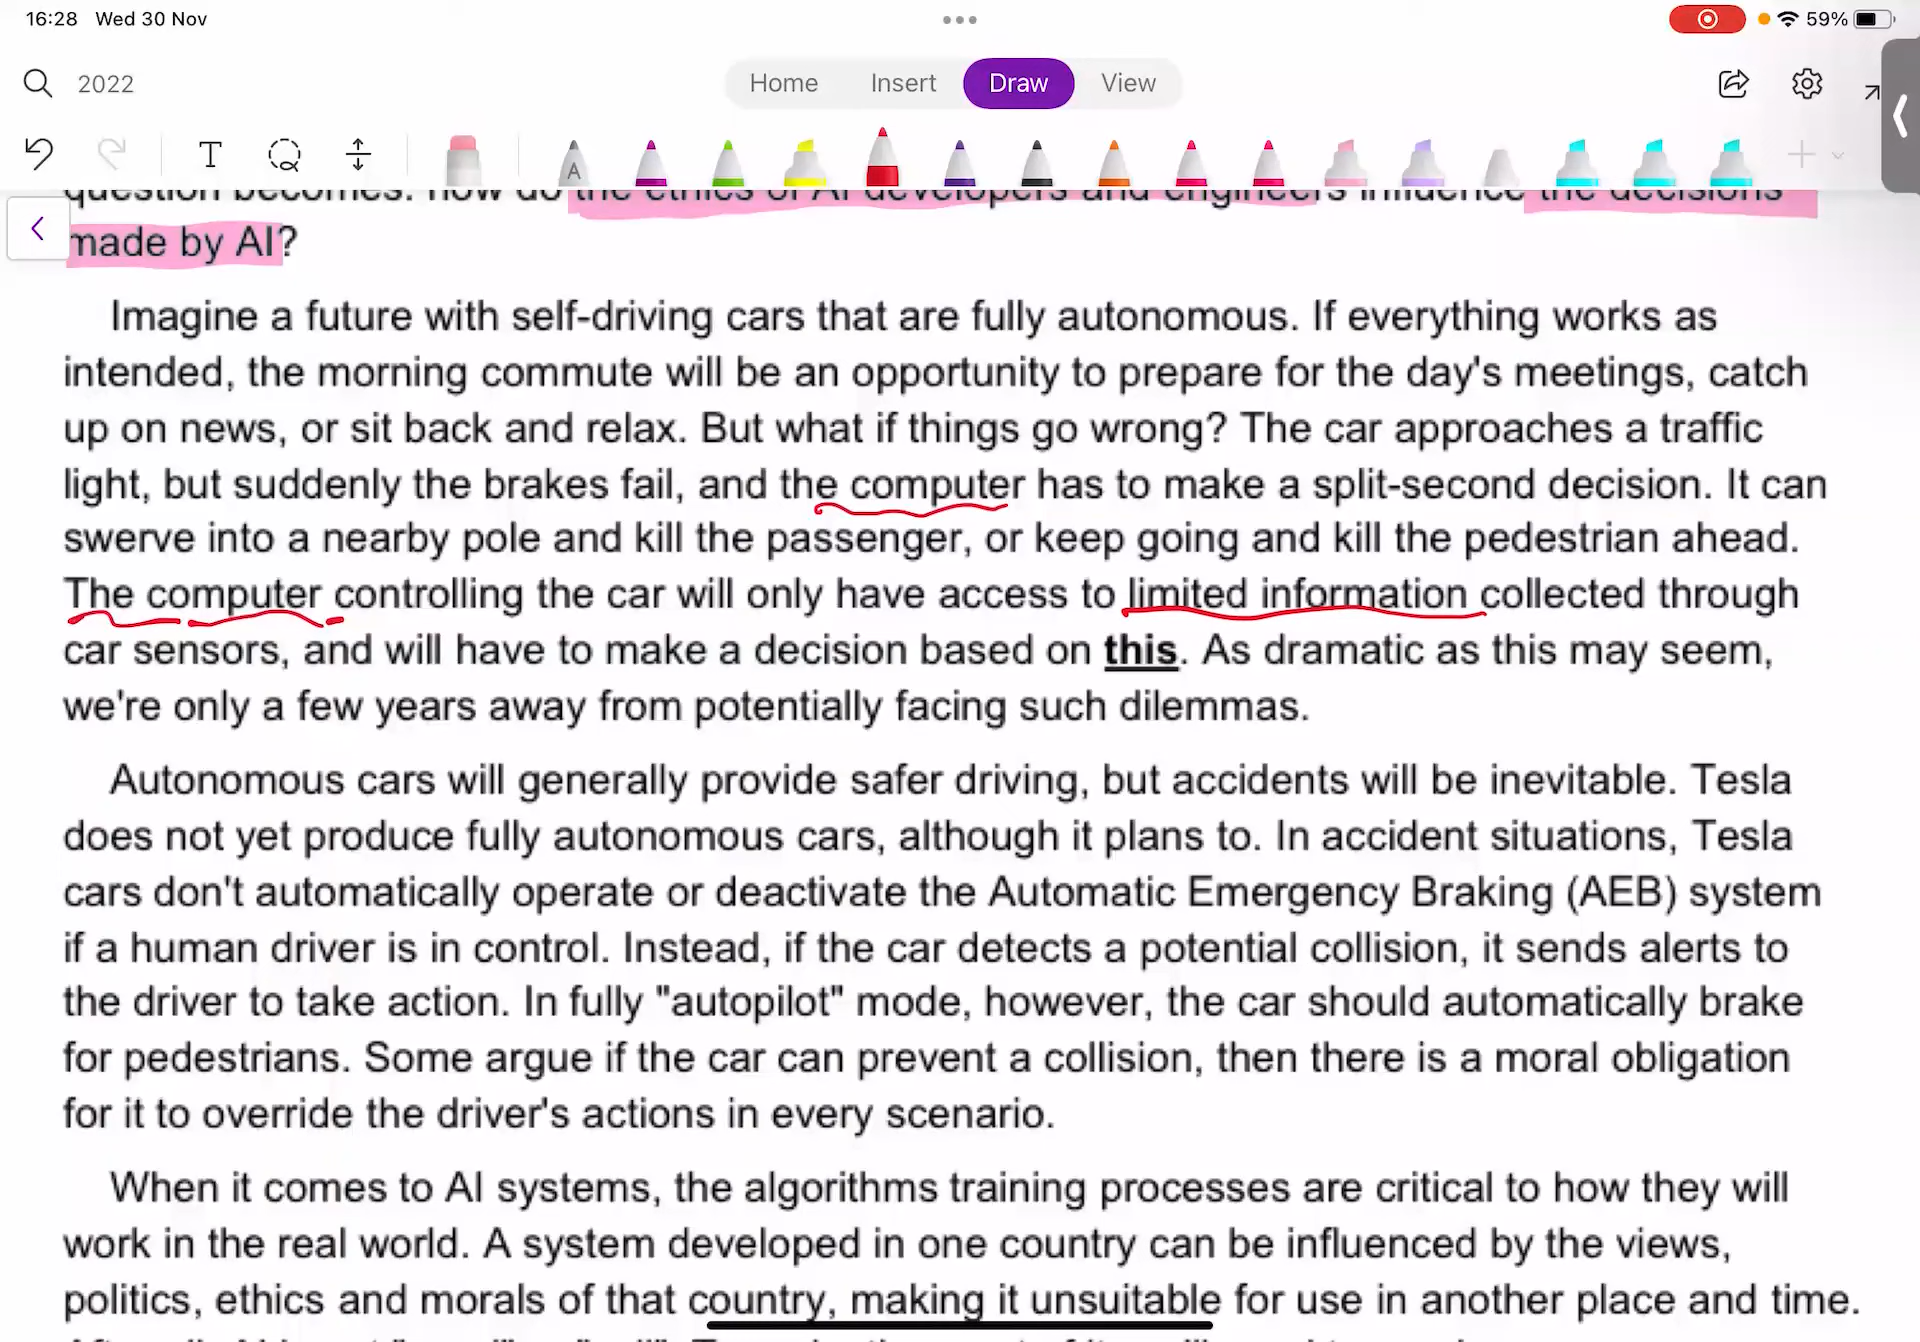 16:28 Wed 30 Nov
59%
2022
Home Insert Draw View
T
A
question becomes: how do the ethics of AI developers and engineers influence the decisions
made by AI?
Imagine a future with self-driving cars that are fully autonomous. If everything works as
intended, the morning commute will be an opportunity to prepare for the day's meetings, catch
up on news, or sit back and relax. But what if things go wrong? The car approaches a traffic
light, but suddenly the brakes fail, and the computer has to make a split-second decision. It can
swerve into a nearby pole and kill the passenger, or keep going and kill the pedestrian ahead.
The computer controlling the car will only have access to limited information collected through
car sensors, and will have to make a decision based on this. As dramatic as this may seem,
we're only a few years away from potentially facing such dilemmas.
Autonomous cars will generally provide safer driving, but accidents will be inevitable. Tesla
does not yet produce fully autonomous cars, although it plans to. In accident situations, Tesla
cars don't automatically operate or deactivate the Automatic Emergency Braking (AEB) system
if a human driver is in control. Instead, if the car detects a potential collision, it sends alerts to
the driver to take action. In fully "autopilot" mode, however, the car should automatically brake
for pedestrians. Some argue if the car can prevent a collision, then there is a moral obligation
for it to override the driver's actions in every scenario.
When it comes to AI systems, the algorithms training processes are critical to how they will
work in the real world. A system developed in one country can be influenced by the views,
politics, ethics and morals of that country, making it unsuitable for use in another place and time.